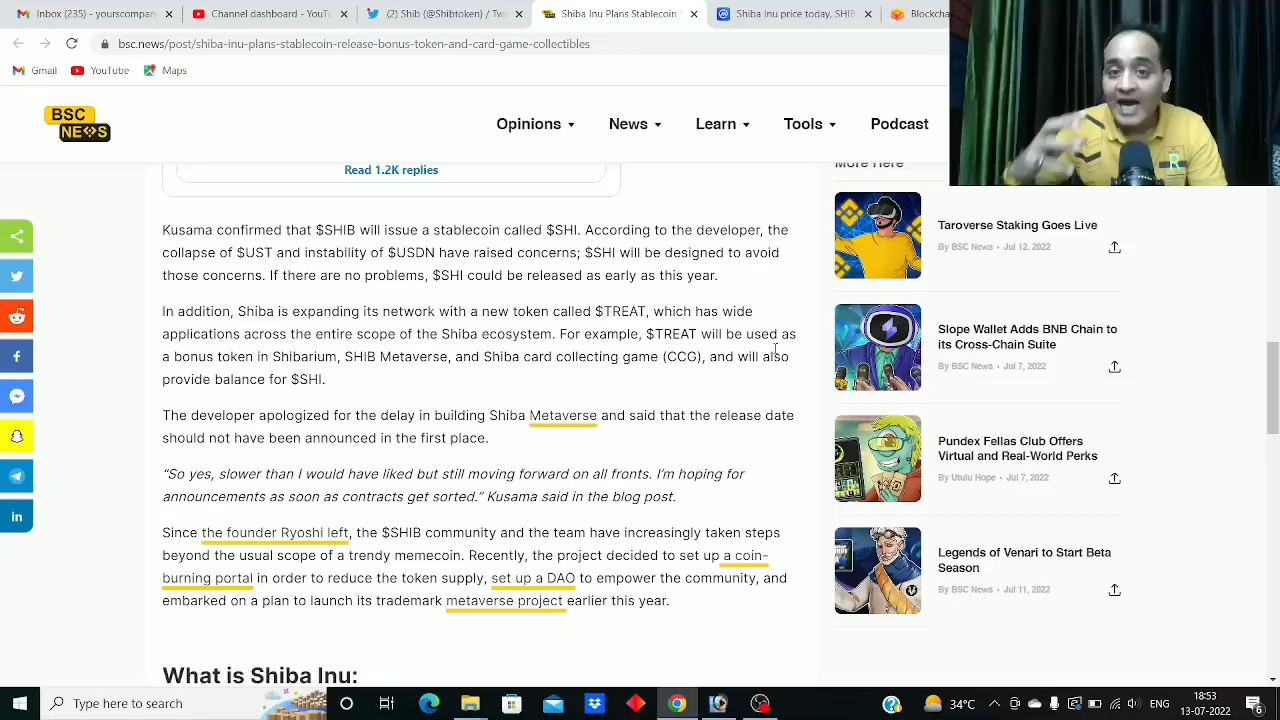 in
YouTube Studio
(2) Shib (@Shibtoken) / Tw
Shiba Inu Plans Stablecoin
Shiba Inu price today, SHIB
Blockc
bsc.news/post/shiba-inu-plans-stablecoin-release-bonus-token-and-card-game-collectibles
Gmail
YouTube
Maps
BSC
NEWS
Opinions
News
Learn
Tools
Podcast
R
More Here
Read 1.2K replies
Kusama confirmed that $SHIB will issue a stablecoin called $SHI. According to the developer, the
collapse of $UST and instability of $USDN have raised concerns; $SHI will be designed to avoid
those concerns. If there are no problems, $SHI could be released as early as this year.
In addition, Shiba is expanding its network with a new token called $TREAT, which has wide
applications across the entire scope of the Shiba ecosystem. For example, $TREAT will be used as
a bonus token in Shibarium, SHIB Metaverse, and Shiba card collecting game (CCG), and will also
provide balance for $SHI.
The developer apologized for the delay in building Shiba Metaverse and said that the release date
should not have been announced in the first place.
“So yes, slower than I would have liked but still moving forward on all fronts. I’m hoping for
announcements as soon as contracts get sorted.” Kusama said in the blog post.
Since the founder Ryoshi left, the $SHIB community and the team have increasingly taken steps
beyond the usual scope of a trendy memecoin. Recently, the project decided to set up a coin-
burning portal in order to reduce the token supply, set up a DAO to empower the community, and
embarked on a plan to launch its trademark metaverse project earlier this year.
What is Shiba Inu:
Taroverse Staking Goes Live
By BSC News • Jul 12, 2022
Slope Wallet Adds BNB Chain to
its Cross-Chain Suite
By BSC News • Jul 7, 2022
Pundex Fellas Club Offers
Virtual and Real-World Perks
By Utulu Hope • Jul 7, 2022
Legends of Venari to Start Beta
Season
By BSC News • Jul 11, 2022
Type here to search
34°C
ENG
18:53
13-07-2022
6